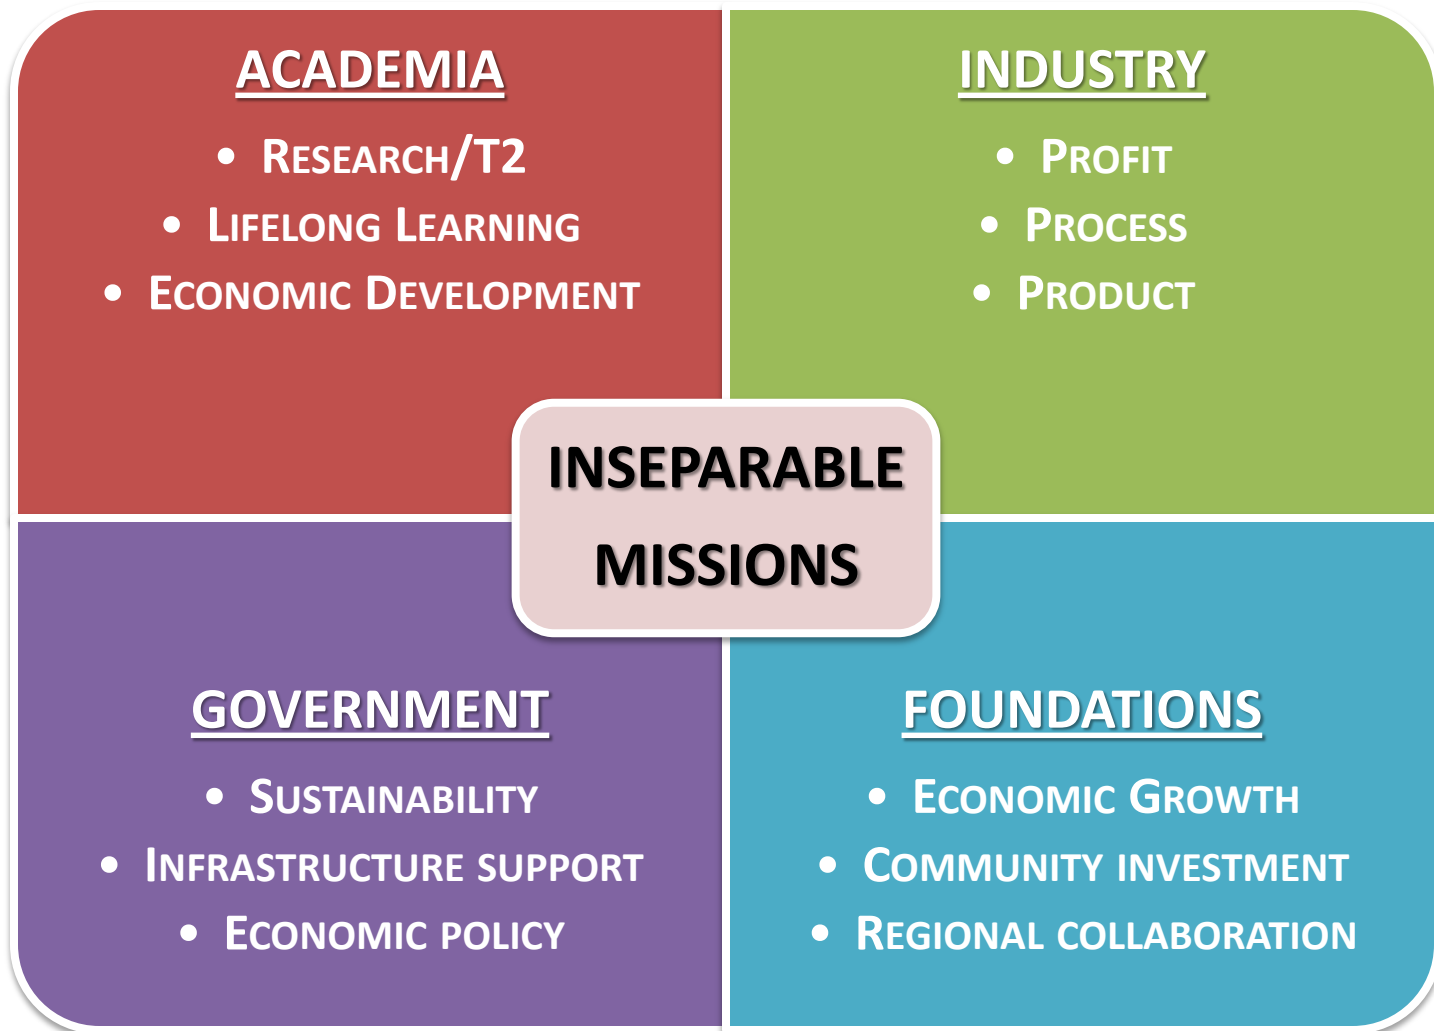 ACADEMIA
• RESEARCH/T2
• LIFELONG LEARNING
• ECONOMIC DEVELOPMENT
INDUSTRY
• PROFIT
• PROCESS
• PRODUCT
INSEPARABLE
MISSIONS
GOVERNMENT
• SUSTAINABILITY
• INFRASTRUCTURE SUPPORT
• ECONOMIC POLICY
FOUNDATIONS
• ECONOMIC GROWTH
• COMMUNITY INVESTMENT
• REGIONAL COLLABORATION